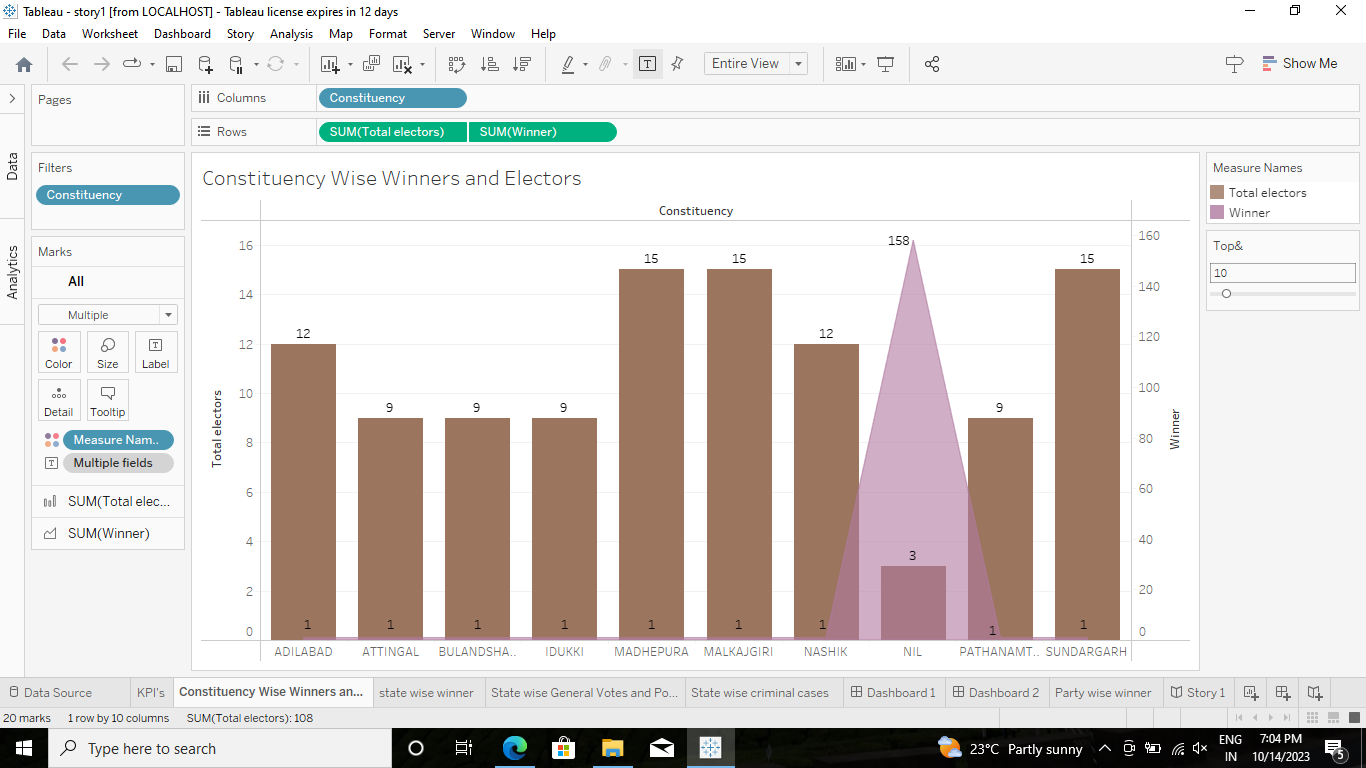 Tableau - story1 [from LOCALHOST] - Tableau license expires in 12 days
File Data Worksheet Dashboard Story Analysis Map Format Server Window Help
Entire View
Show Me
Data
Analytics
Pages
Columns
Constituency
Rows
SUM(Total electors) SUM(Winner)
Filters
Constituency
Marks
All
Multiple
Color Size Label
Detail Tooltip
Measure Nam..
Multiple fields
SUM(Total elec...
SUM(Winner)
Constituency Wise Winners and Electors
Constituency
Total electors
16
14
12
10
8
6
4
2
0
12 9 9 9 15 15 12 3 9 15
158
1 1 1 1 1 1 1 1 1
Winner
160
140
120
100
80
60
40
20
0
ADILABAD ATTINGAL BULANDSHA.. IDUKKI MADHEPURA MALKAJGIRI NASHIK NIL PATHANAMT.. SUNDARGARH
Measure Names
Total electors
Winner
Top&
10
Data Source KPI's Constituency Wise Winners an... state wise winner State wise General Votes and Po... State wise criminal cases Dashboard 1 Dashboard 2 Party wise winner Story 1
20 marks 1 row by 10 columns SUM(Total electors): 108
Type here to search
23°C Partly sunny
ENG
IN
7:04 PM
10/14/2023
5